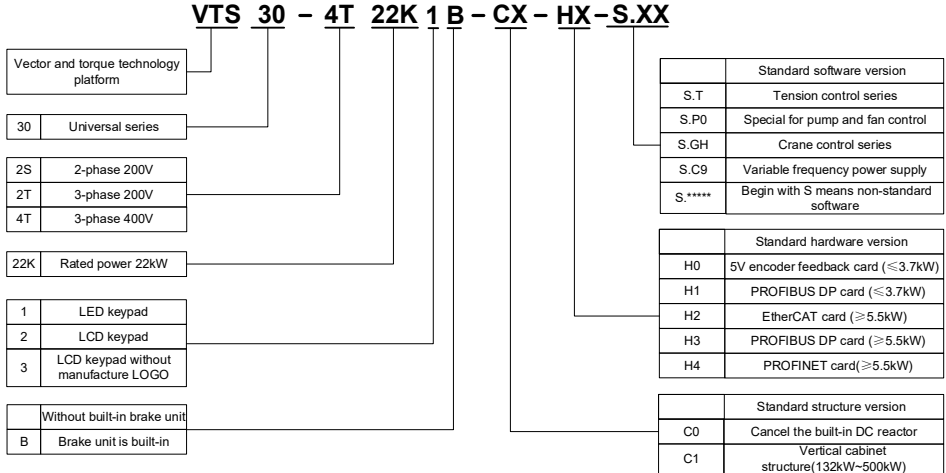 VTS 30 – 4T 22K 1 B – CX – HX – S.XX
Vector and torque technology
platform
30 Universal series
2S 2-phase 200V
2T 3-phase 200V
4T 3-phase 400V
22K Rated power 22kW
1 LED keypad
2 LCD keypad
3 LCD keypad without
manufacture LOGO
Without built-in brake unit
B Brake unit is built-in
Standard software version
S.T Tension control series
S.P0 Special for pump and fan control
S.GH Crane control series
S.C9 Variable frequency power supply
S.***** Begin with S means non-standard
software
Standard hardware version
H0 5V encoder feedback card (≤3.7kW)
H1 PROFIBUS DP card (≤3.7kW)
H2 EtherCAT card (≥5.5kW)
H3 PROFIBUS DP card (≥5.5kW)
H4 PROFINET card(≥5.5kW)
Standard structure version
C0 Cancel the built-in DC reactor
C1 Vertical cabinet
structure(132kW~500kW)